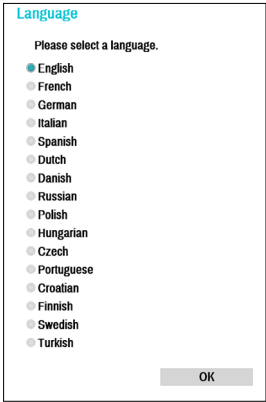 Language
Please select a language.
English
French
German
Italian
Spanish
Dutch
Danish
Russian
Polish
Hungarian
Czech
Portuguese
Croatian
Finnish
Swedish
Turkish
OK